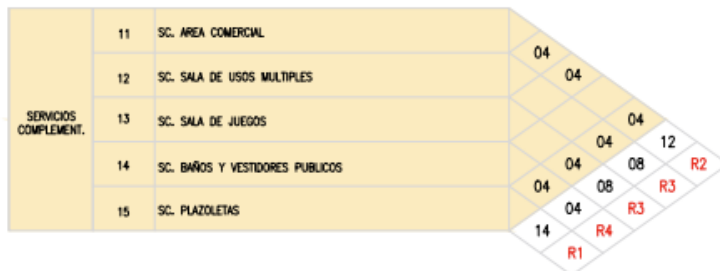 11 SC. AREA COMERCIAL
04
12 SC. SALA DE USOS MULTIPLES
04
SERVICIOS
COMPLEMENT.
13 SC. SALA DE JUEGOS
04
04 12
14 SC. BAÑOS Y VESTIDORES PUBLICOS
04 08 R2
04 08 R3
15 SC. PLAZOLETAS
04 R3
14 R4
R1